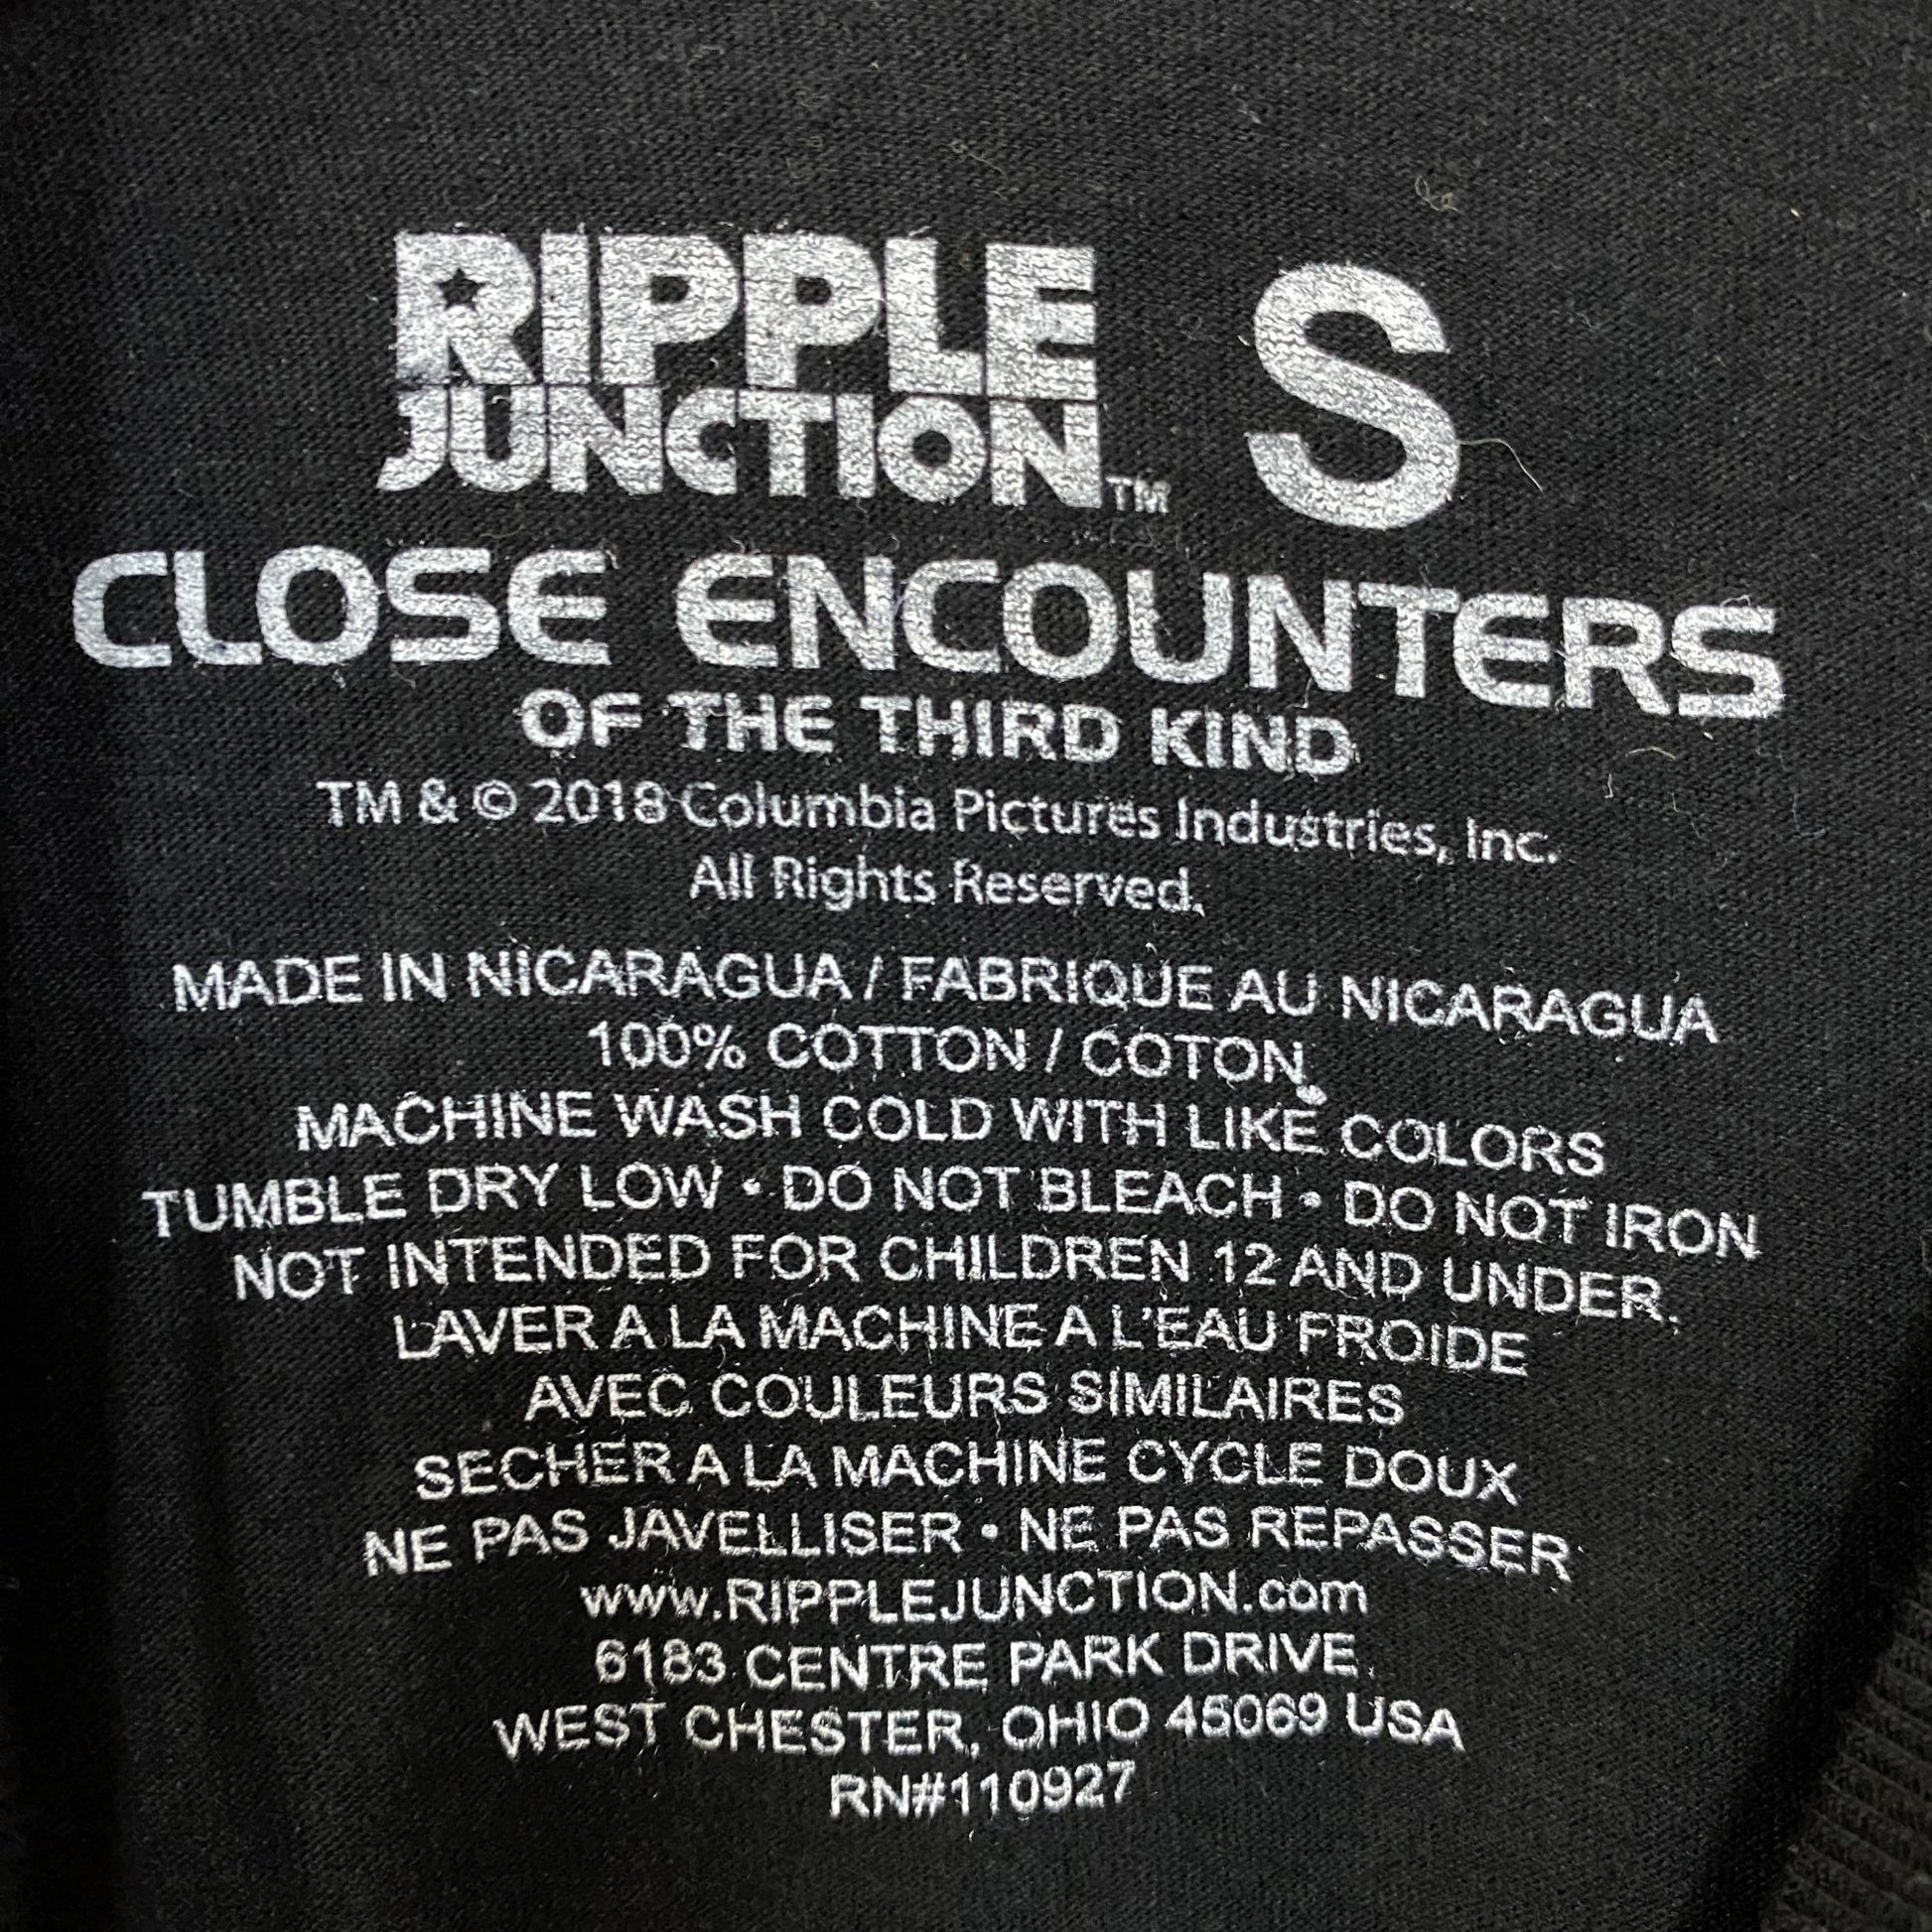 RIPPLE S
JUNCTION™
CLOSE ENCOUNTERS
OF THE THIRD KIND
TM & © 2018 Columbia Pictures Industries, Inc.
All Rights Reserved.
MADE IN NICARAGUA / FABRIQUE AU NICARAGUA
100% COTTON / COTON
MACHINE WASH COLD WITH LIKE COLORS
TUMBLE DRY LOW • DO NOT BLEACH • DO NOT IRON
NOT INTENDED FOR CHILDREN 12 AND UNDER.
LAVER A LA MACHINE A L'EAU FROIDE
AVEC COULEURS SIMILAIRES
SECHER A LA MACHINE CYCLE DOUX
NE PAS JAVELLISER • NE PAS REPASSER
www.RIPPLEJUNCTION.com
6183 CENTRE PARK DRIVE
WEST CHESTER, OHIO 45069 USA
RN#110927